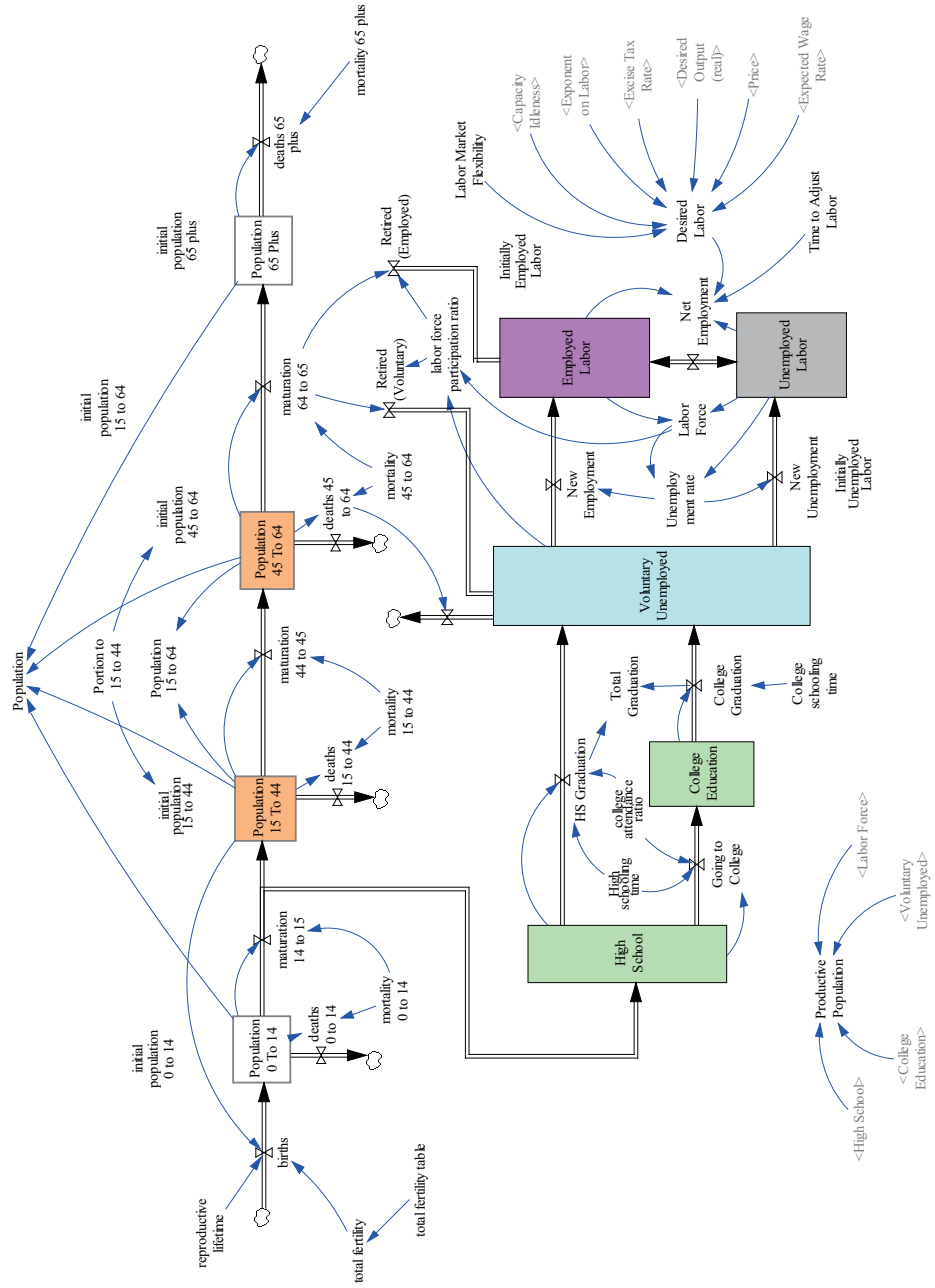 Population
initial
population
0 to 14
initial
population
15 to 44
Portion to
15 to 44
Population
15 to 64
initial
population
45 to 64
initial
population
15 to 64
initial
population
65 plus
reproductive
lifetime
births
total fertility
total fertility table
Population
0 To 14
deaths
0 to 14
mortality
0 to 14
maturation
14 to 15
Population
15 To 44
deaths
15 to 44
mortality
15 to 44
maturation
44 to 45
Population
45 To 64
deaths 45
to 64
mortality
45 to 64
maturation
64 to 65
Population
65 Plus
deaths 65
plus
mortality 65 plus
Retired
(Voluntary)
Retired
(Employed)
labor force
participation ratio
High
School
HS Graduation
High
schooling
time
college
attendance
ratio
Going to
College
Total
Graduation
College
Education
College
Graduation
College
schooling
time
Voluntary
Unemployed
New
Employment
Unemploy
ment rate
New
Unemployment
Initially
Unemployed
Labor
Labor
Force
Employed
Labor
Initially
Employed
Labor
Unemployed
Labor
Net
Employment
Time to Adjust
Labor
Labor Market
Flexibility
Desired
Labor
<Capacity
Idleness>
<Exponent
on Labor>
<Excise Tax
Rate>
<Desired
Output
(real)>
<Price>
<Expected Wage
Rate>
<High School>
<College
Education>
Productive
Population
<Labor Force>
<Voluntary
Unemployed>